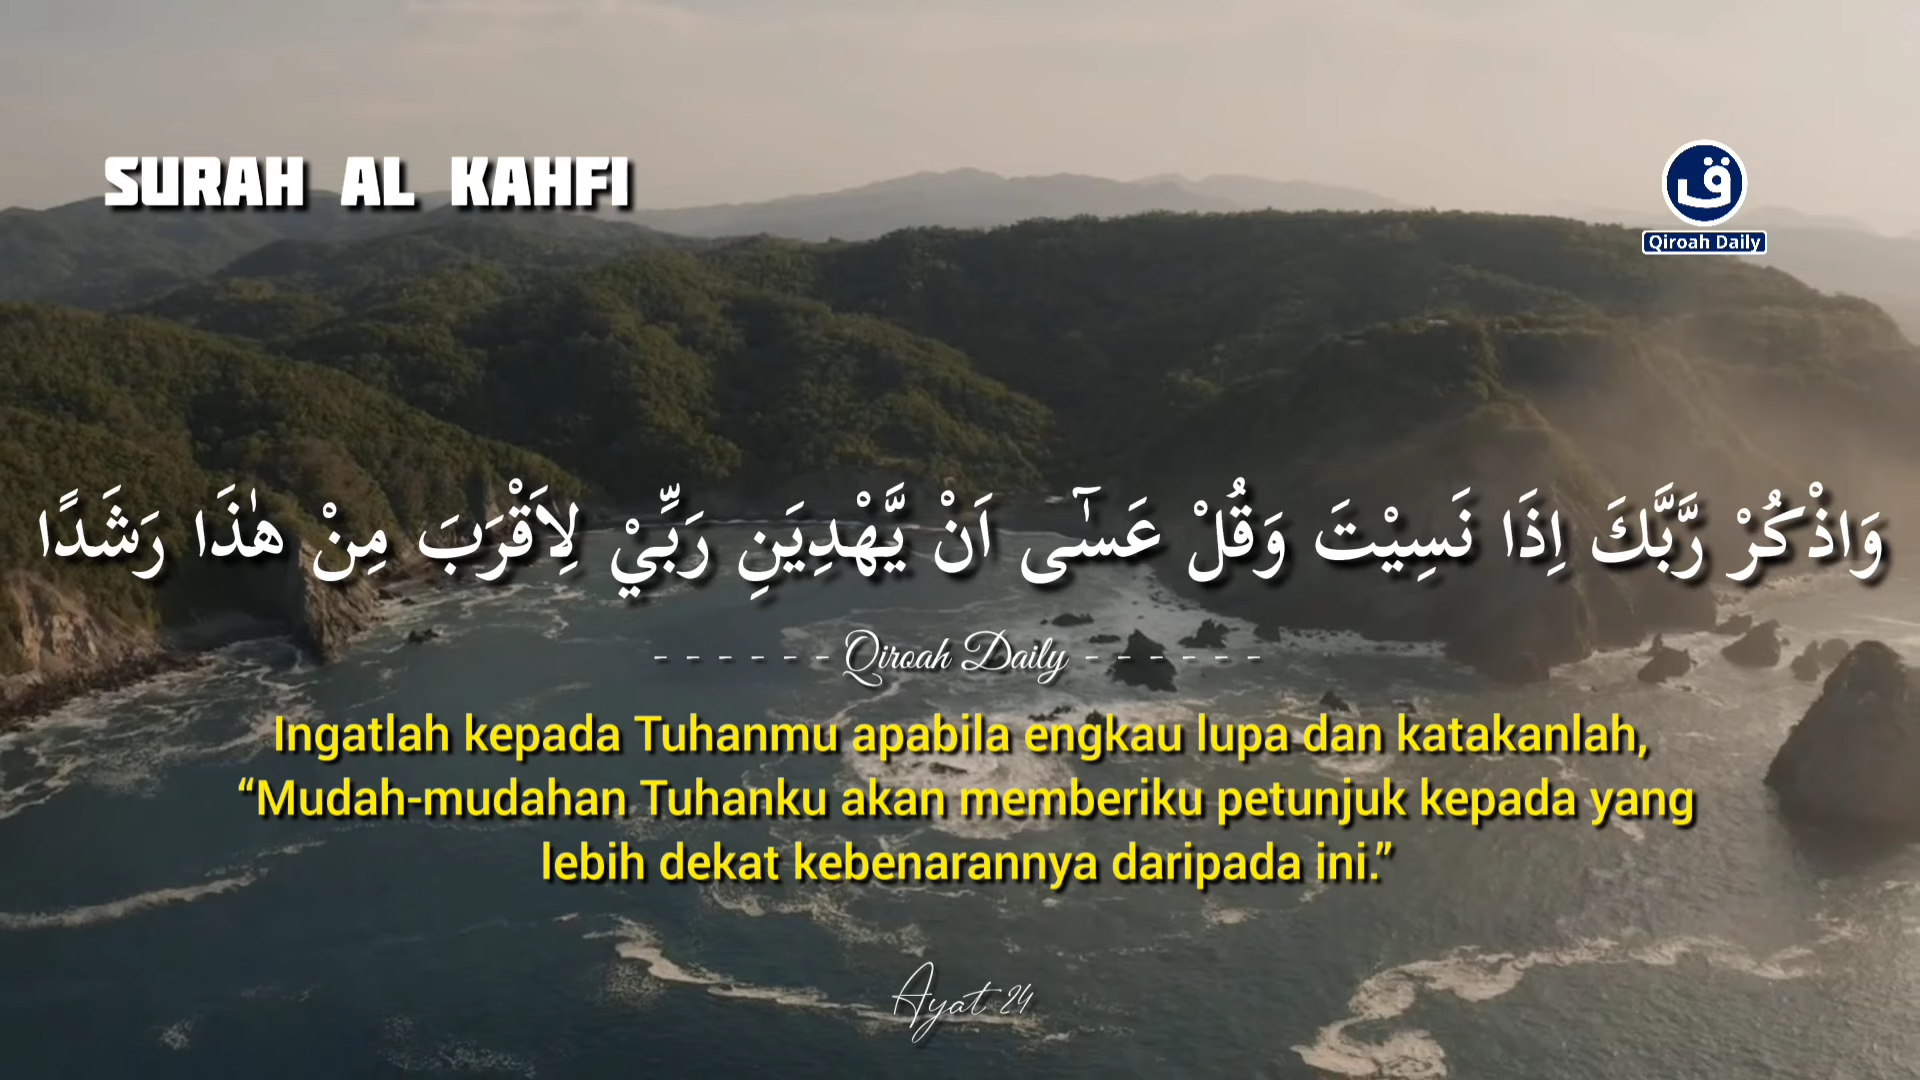 SURAH AL KAHFI
ق
Qiroah Daily
وَاذْكُرْ رَّبَّكَ اِذَا نَسِيْتَ وَقُلْ عَسٰٓى اَنْ يَّهْدِيَنِ رَبِّيْ لِاَقْرَبَ مِنْ هٰذَا رَشَدًا
- - - - - - Qiroah Daily - - - - - -
Ingatlah kepada Tuhanmu apabila engkau lupa dan katakanlah,
“Mudah-mudahan Tuhanku akan memberiku petunjuk kepada yang
lebih dekat kebenarannya daripada ini.”
Ayat 24